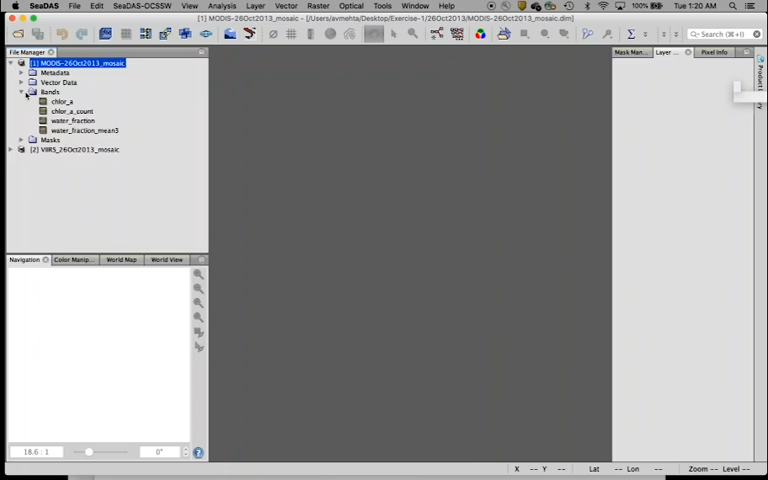 SeaDAS File Edit SeaDAS-OCSSW View Analysis Layer Vector Raster Optical Tools Window Help 100% Tue 1:20 AM
[1] MODIS-26Oct2013_mosaic - [/Users/avmehta/Desktop/Exercise-1/26Oct2013/MODIS-26Oct2013_mosaic.dim]
Search (⌘+I)
File Manager
Mask Man... Layer ... Pixel Info
[1] MODIS-26Oct2013_mosaic
Metadata
Vector Data
Bands
chlor_a
chlor_a_count
water_fraction
water_fraction_mean3
Masks
[2] VIIRS_26Oct2013_mosaic
Navigation Color Manip... World Map World View
18.6 : 1 0°
X -- Y -- Lat -- Lon -- Zoom -- Level --